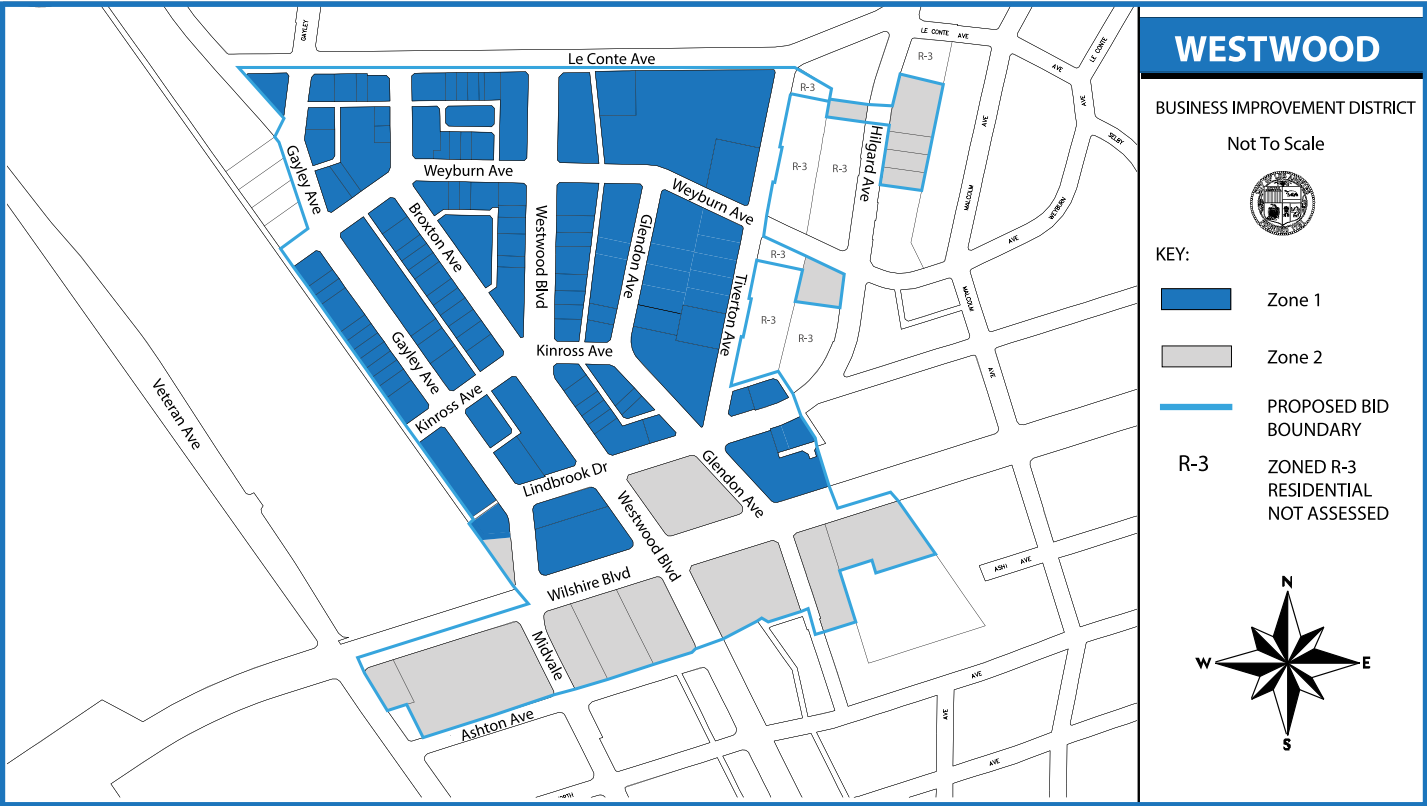 GAYLEY
LE CONTE AVE
LE CONTE
AVE
AVE
SELBY
Le Conte Ave
R-3
R-3
AVE
Hilgard Ave
Gayley Ave
Weyburn Ave
R-3
R-3
Weyburn Ave
MALCOLM
WEYBURN
AVE
Broxton Ave
Westwood Blvd
Glendon Ave
R-3
Tiverton Ave
MALCOLM
R-3
R-3
Gayley Ave
Kinross Ave
AVE
Veteran Ave
Kinross Ave
Lindbrook Dr
Glendon Ave
Westwood Blvd
Wilshire Blvd
ASHI AVE
Midvale
AVE
Ashton Ave
AVE
AVE
WESTWOOD
BUSINESS IMPROVEMENT DISTRICT
Not To Scale
KEY:
Zone 1
Zone 2
PROPOSED BID
BOUNDARY
R-3
ZONED R-3
RESIDENTIAL
NOT ASSESSED
N
W
E
S